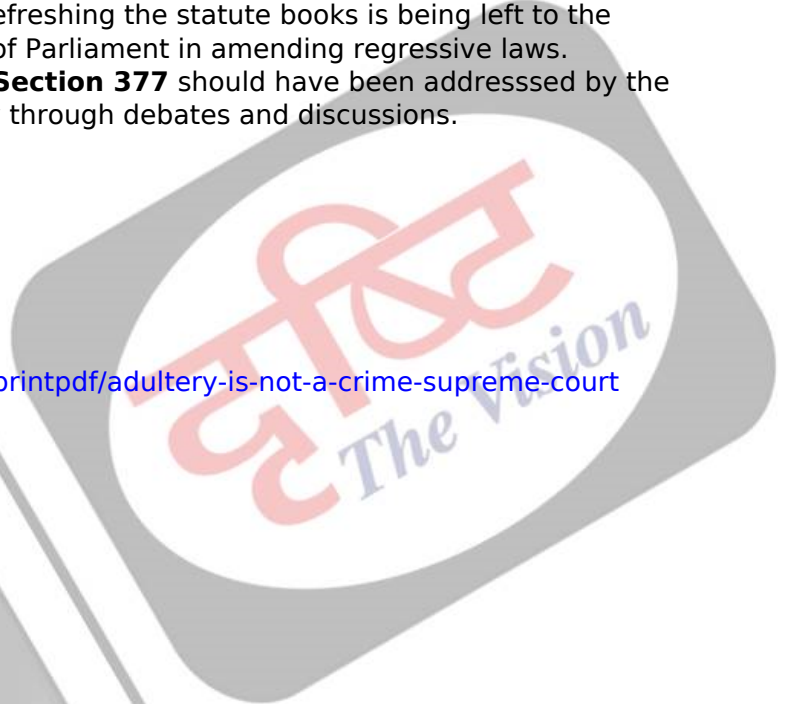 efreshing the statute books is being left to the
of Parliament in amending regressive laws.
Section 377 should have been addresssed by the
through debates and discussions.
दृष्टि
The Vision
printpdf/adultery-is-not-a-crime-supreme-court